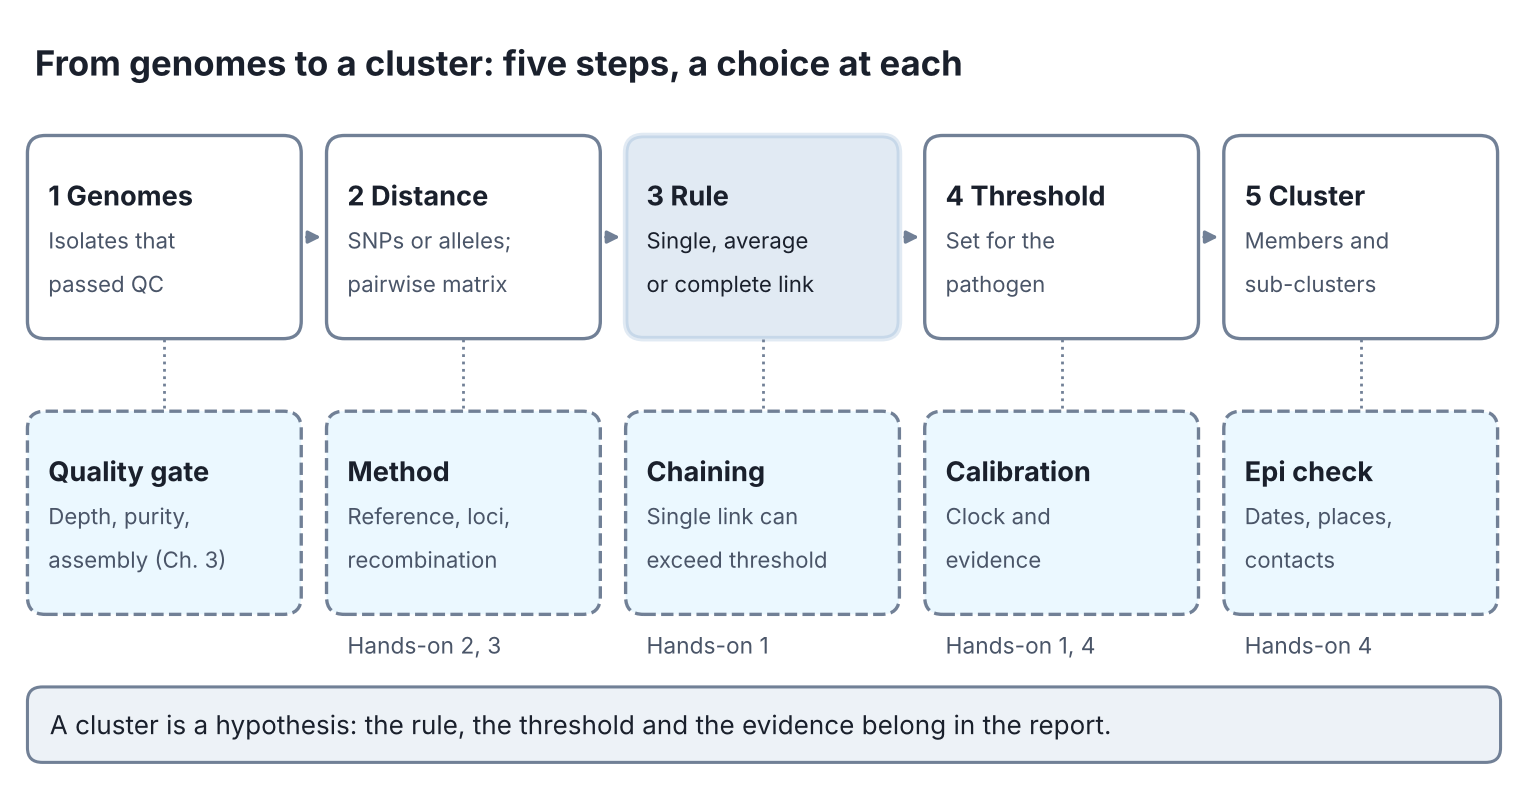 From genomes to a cluster: five steps, a choice at each
1 Genomes
Isolates that
passed QC
2 Distance
SNPs or alleles;
pairwise matrix
3 Rule
Single, average
or complete link
4 Threshold
Set for the
pathogen
5 Cluster
Members and
sub-clusters
Quality gate
Depth, purity,
assembly (Ch. 3)
Method
Reference, loci,
recombination
Hands-on 2, 3
Chaining
Single link can
exceed threshold
Hands-on 1
Calibration
Clock and
evidence
Hands-on 1, 4
Epi check
Dates, places,
contacts
Hands-on 4
A cluster is a hypothesis: the rule, the threshold and the evidence belong in the report.